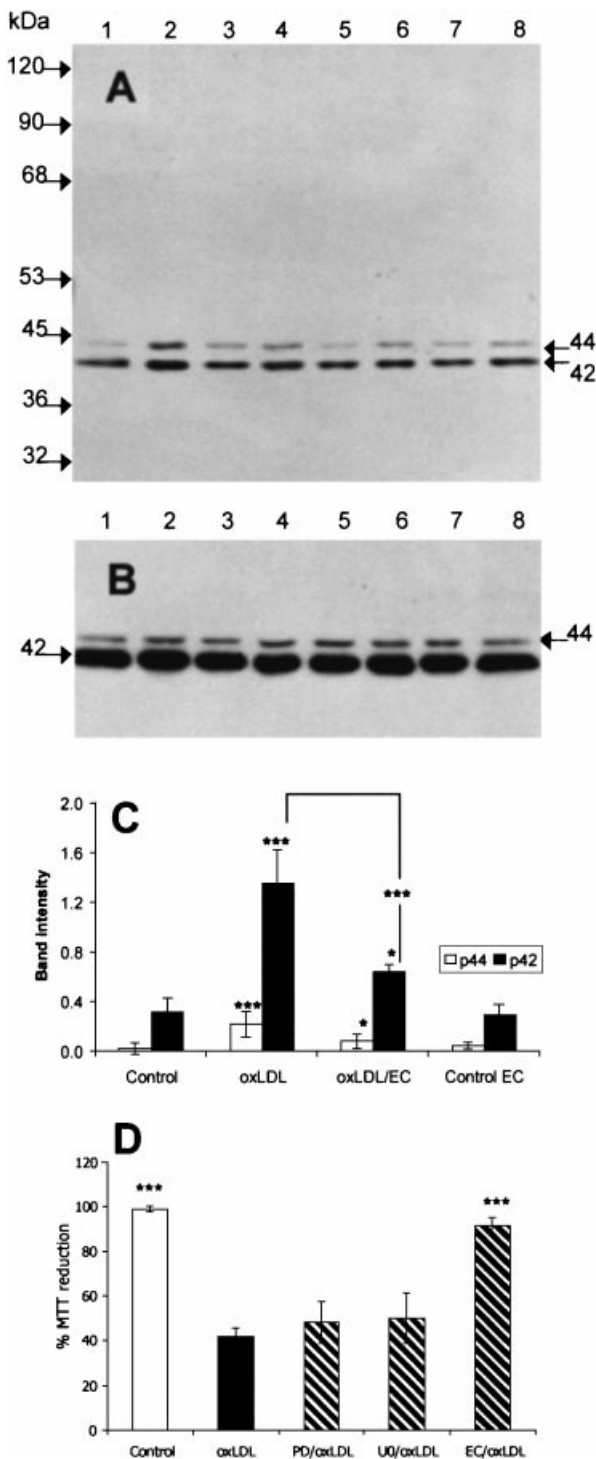 kDa
1 2 3 4 5 6 7 8
A
120
90
68
53
45
44
42
36
32
1 2 3 4 5 6 7 8
B
42
44
C
Band intensity
2.0
1.6
1.2
0.8
0.4
0.0
***
***
***
*
*
p44 p42
Control oxLDL oxLDL/EC Control EC
D
% MTT reduction
120
100
80
60
40
20
0
***
***
Control oxLDL PD/oxLDL U0/oxLDL EC/oxLDL